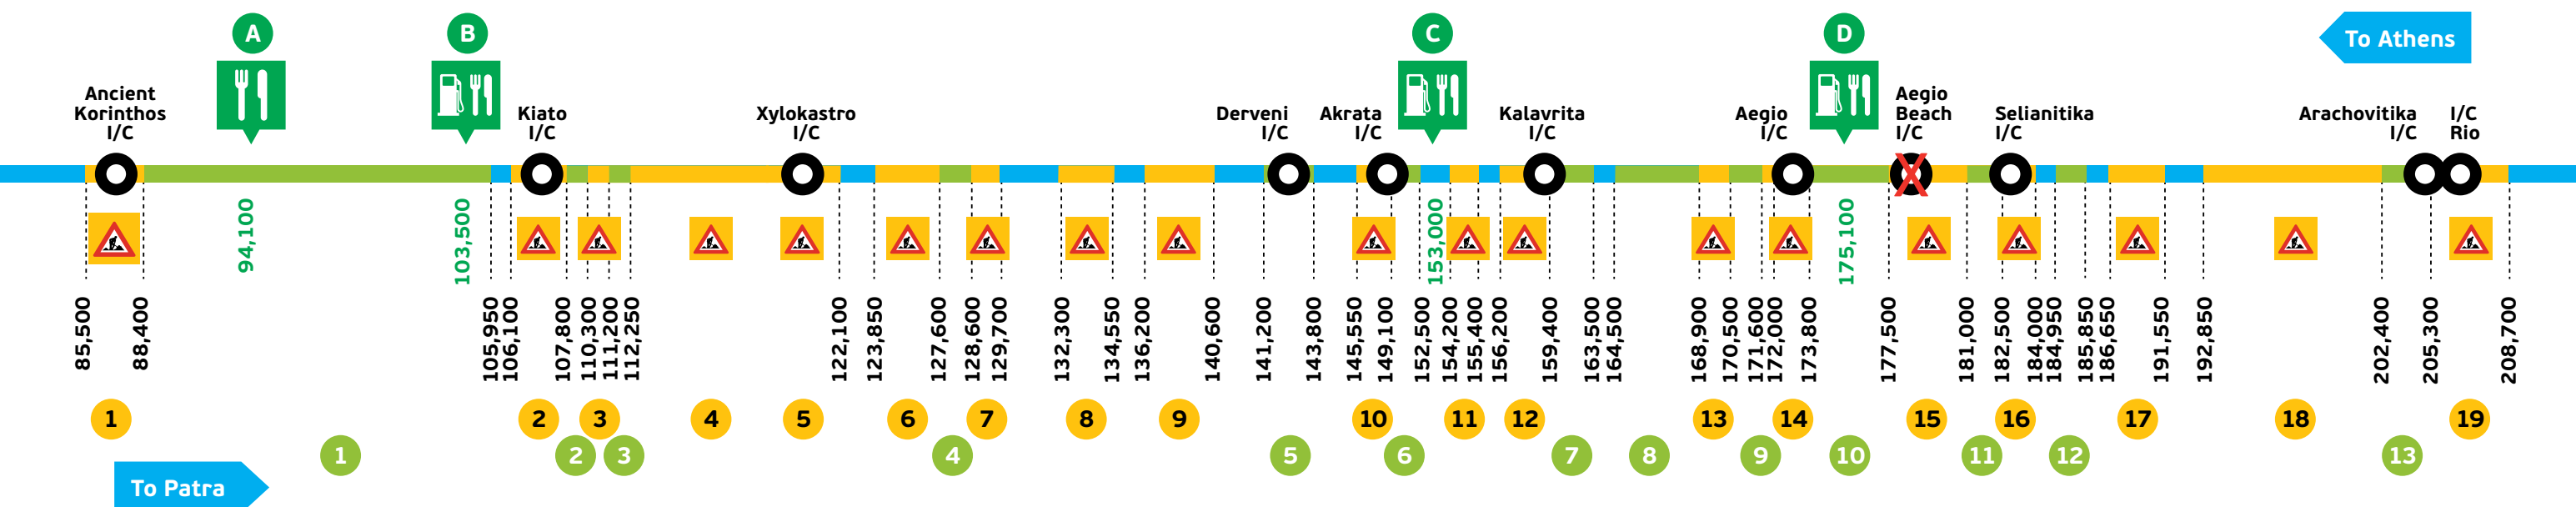 A
B
C
D
To Athens
Ancient
Korinthos
I/C
Kiato
I/C
Xylokastro
I/C
Derveni
I/C
Akrata
I/C
Kalavrita
I/C
Aegio
I/C
Aegio
Beach
I/C
Selianitika
I/C
Arachovitika
I/C
I/C
Rio
X
94,100
103,500
153,000
175,100
85,500
88,400
105,950
106,100
107,800
110,300
111,200
112,250
122,100
123,850
127,600
128,600
129,700
132,300
134,550
136,200
140,600
141,200
143,800
145,550
149,100
152,500
154,200
155,400
156,200
159,400
163,500
164,500
168,900
170,500
171,600
172,000
173,800
177,500
181,000
182,500
184,000
184,950
185,850
186,650
191,550
192,850
202,400
205,300
208,700
1
2
3
4
5
6
7
8
9
10
11
12
13
14
15
16
17
18
19
1
2
3
4
5
6
7
8
9
10
11
12
13
To Patra